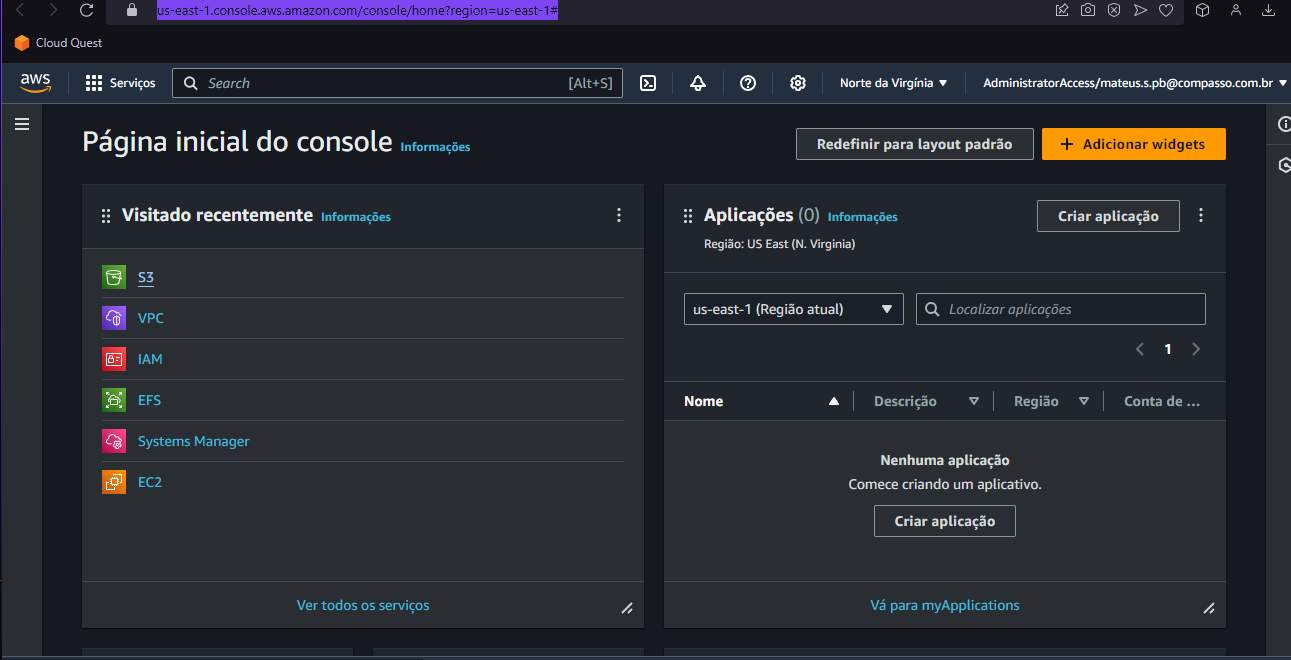 us-east-1.console.aws.amazon.com/console/home?region=us-east-1#
Cloud Quest
aws
Serviços
Search
[Alt+S]
Norte da Virgínia
AdministratorAccess/mateus.s.pb@compasso.com.br
Página inicial do console Informações
Redefinir para layout padrão
+ Adicionar widgets
Visitado recentemente Informações
S3
VPC
IAM
EFS
Systems Manager
EC2
Ver todos os serviços
Aplicações (0) Informações
Região: US East (N. Virginia)
Criar aplicação
us-east-1 (Região atual)
Localizar aplicações
1
Nome
Descrição
Região
Conta de ...
Nenhuma aplicação
Comece criando um aplicativo.
Criar aplicação
Vá para myApplications